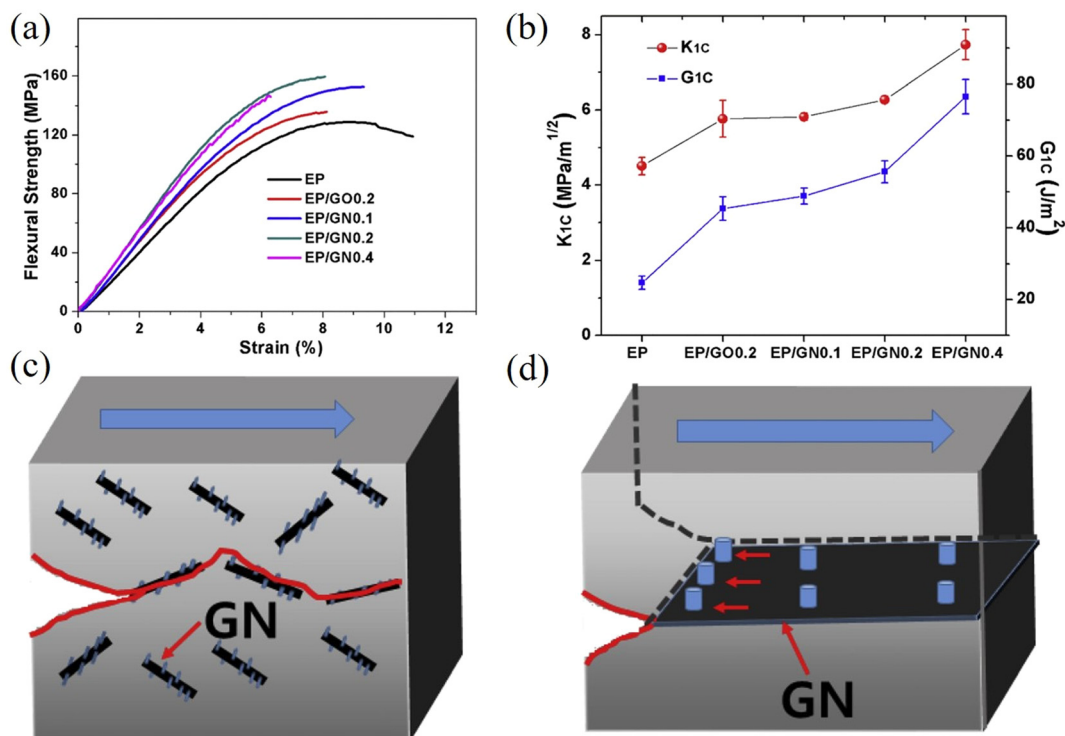 (a)
Flexural Strength (MPa)
160
120
80
40
0
0 2 4 6 8 10 12
Strain (%)
EP
EP/GO0.2
EP/GN0.1
EP/GN0.2
EP/GN0.4
(b)
K1C (MPa/m^1/2)
8
6
4
2
0
K1C
G1C
80
60
40
20
G1C (J/m²)
EP EP/GO0.2 EP/GN0.1 EP/GN0.2 EP/GN0.4
(c)
GN
(d)
GN